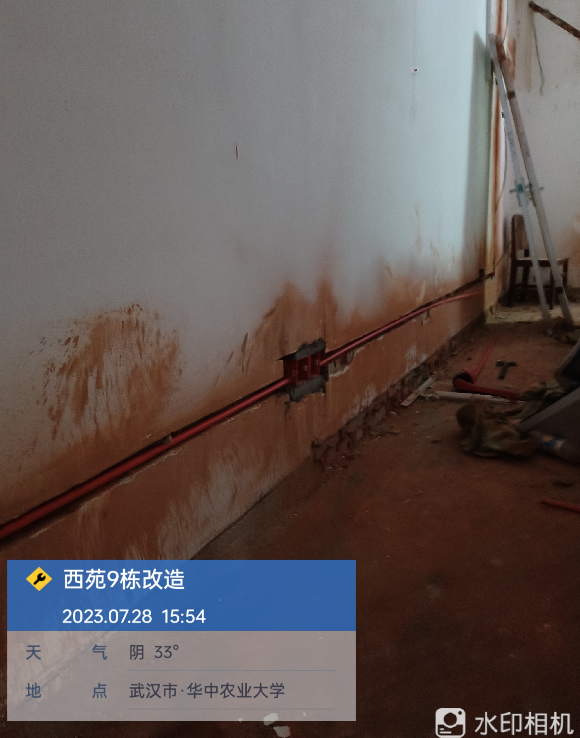 西苑9栋改造
2023.07.28 15:54
天 气 阴 33°
地 点 武汉市·华中农业大学
水印相机